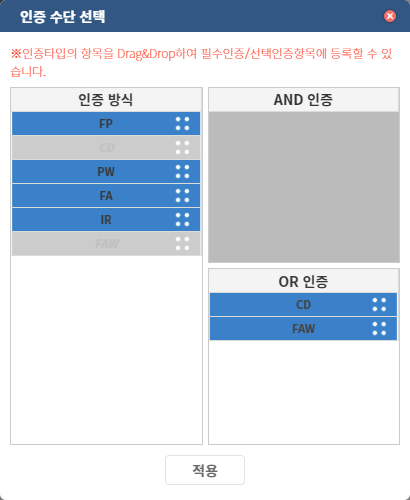 인증 수단 선택
※인증타입의 항목을 Drag&Drop하여 필수인증/선택인증항목에 등록할 수 있
습니다.
인증 방식
FP
CD
PW
FA
IR
FAW
AND 인증
OR 인증
CD
FAW
적용